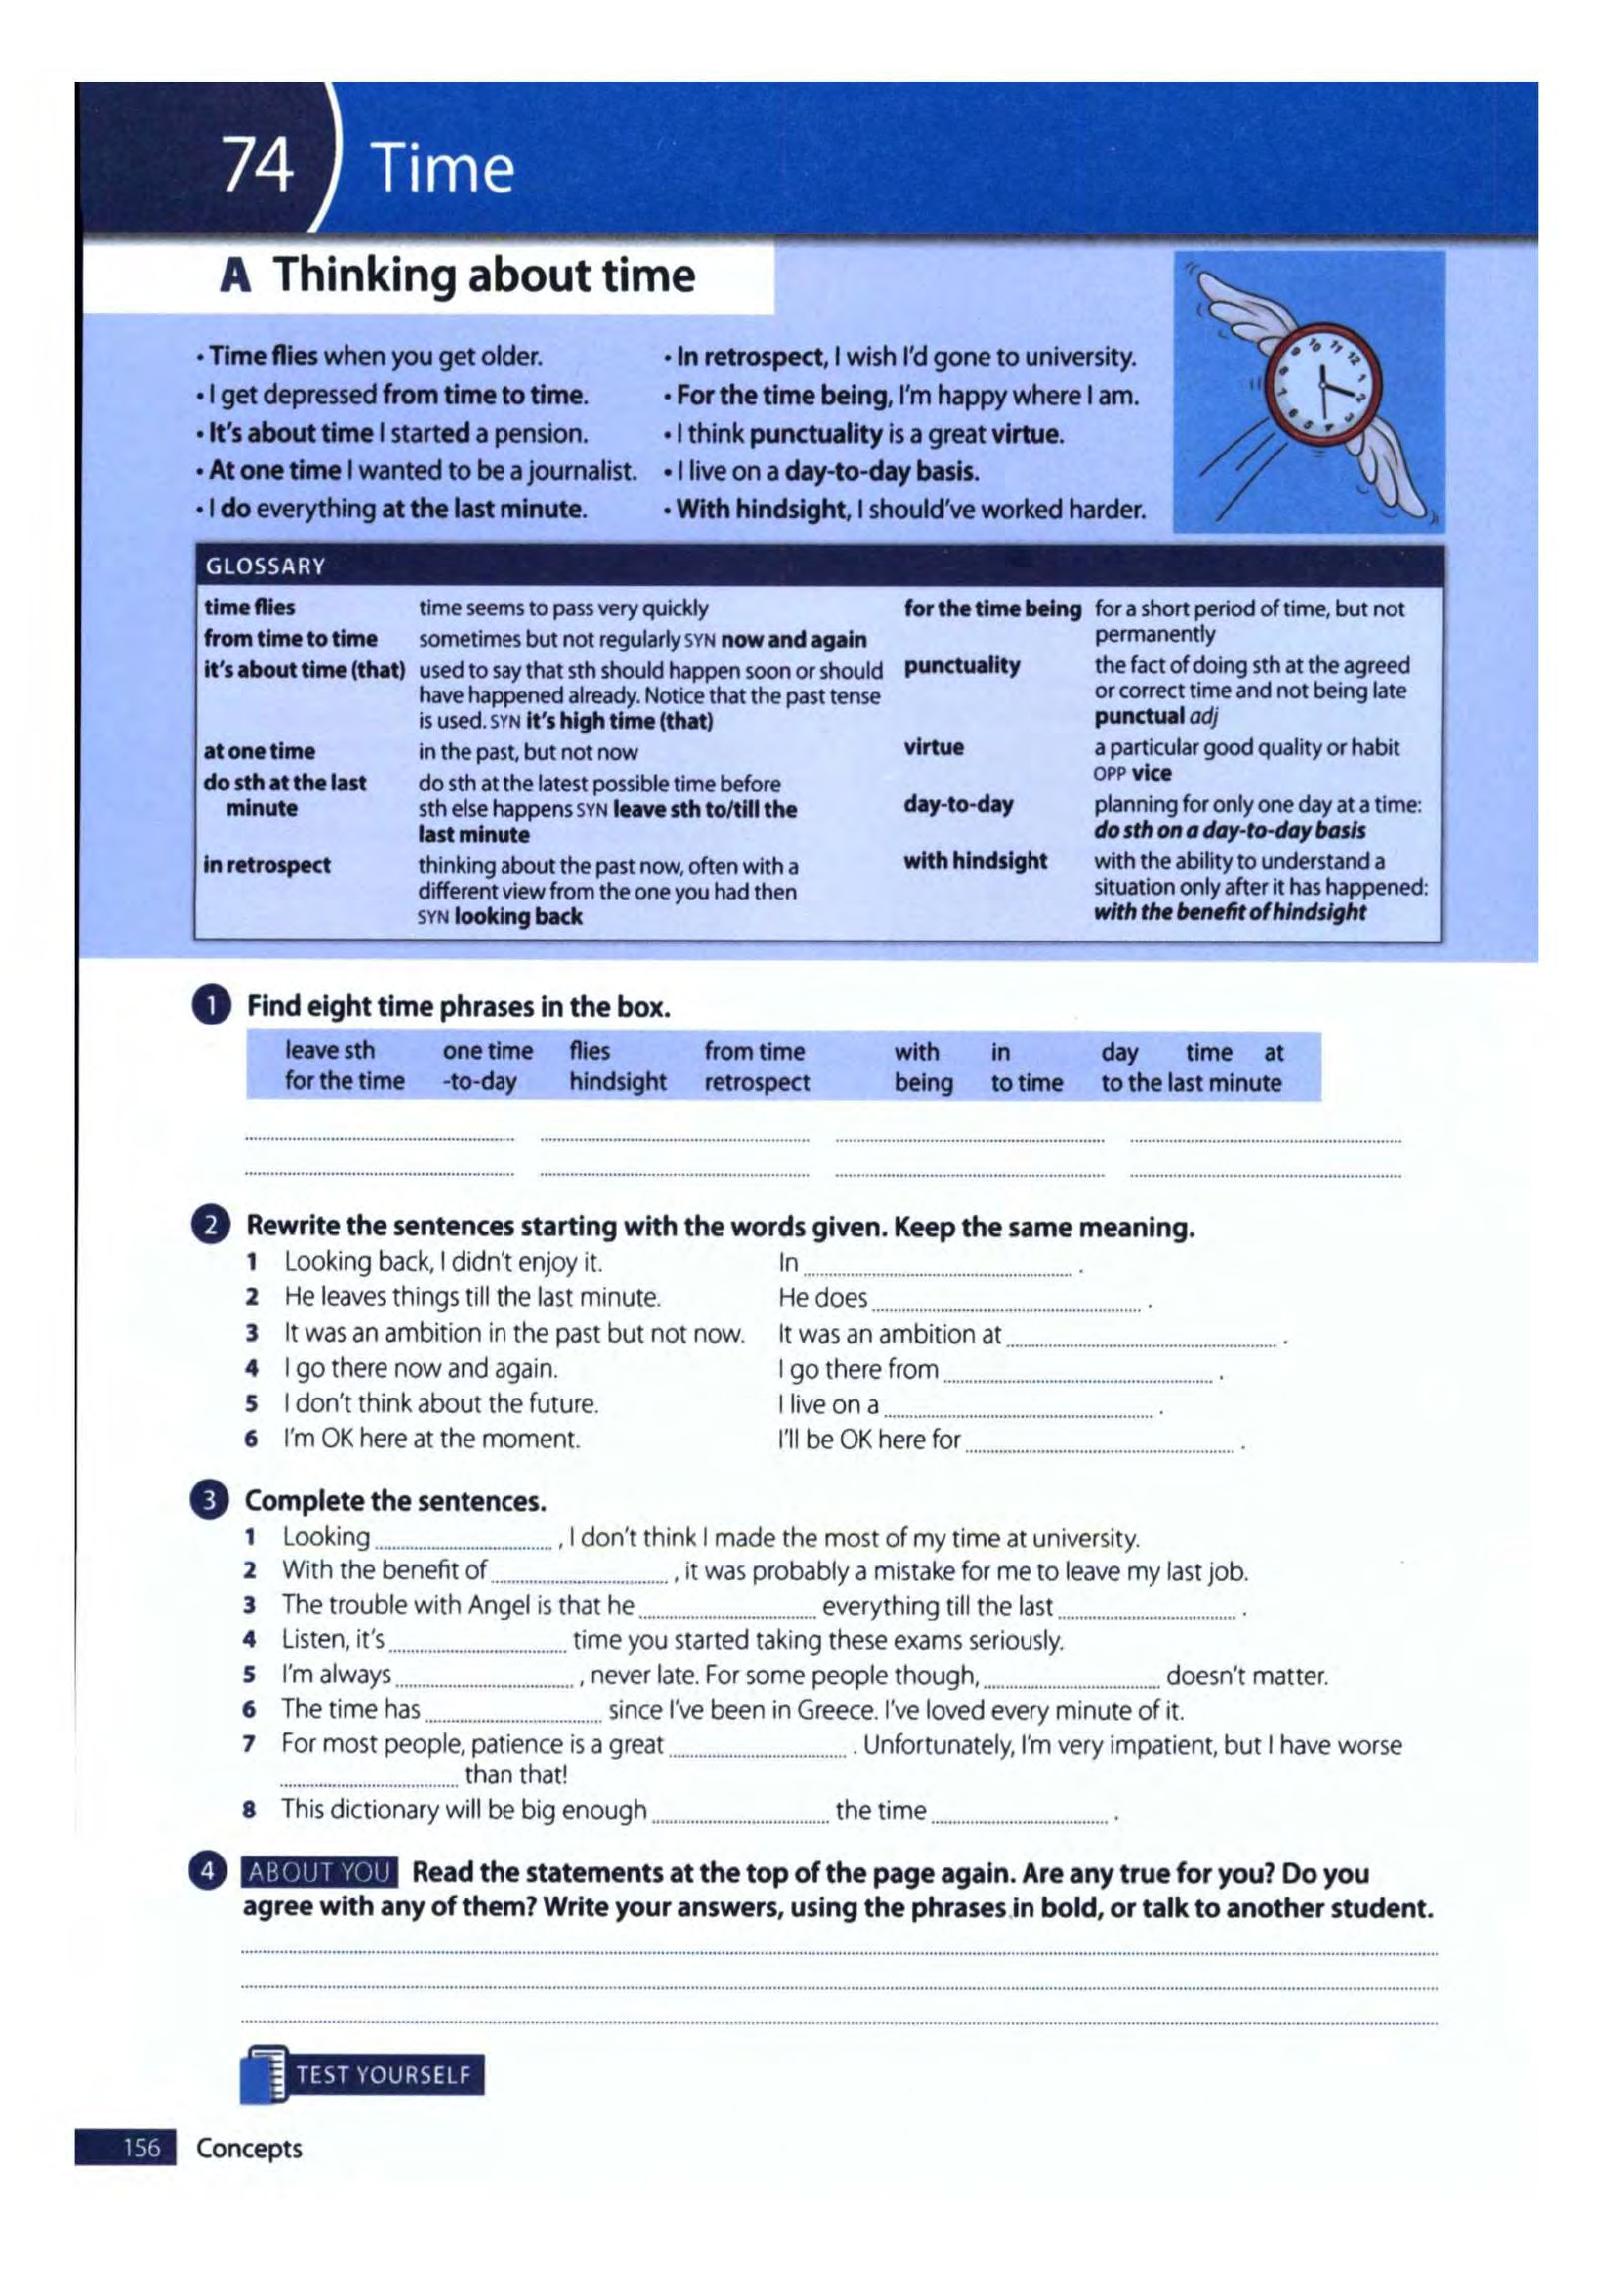 74 Time
A Thinking about time
• Time flies when you get older.
• I get depressed from time to time.
• It's about time I started a pension.
• At one time I wanted to be a journalist.
• I do everything at the last minute.
• In retrospect, I wish I'd gone to university.
• For the time being, I'm happy where I am.
• I think punctuality is a great virtue.
• I live on a day-to-day basis.
• With hindsight, I should've worked harder.
10 11 12 1 2 3 4 5 6 7 8 9
GLOSSARY
time flies time seems to pass very quickly
from time to time sometimes but not regularly SYN now and again
it's about time (that) used to say that sth should happen soon or should
have happened already. Notice that the past tense
is used. SYN it's high time (that)
at one time in the past, but not now
do sth at the last do sth at the latest possible time before
minute sth else happens SYN leave sth to/till the
last minute
in retrospect thinking about the past now, often with a
different view from the one you had then
SYN looking back
for the time being for a short period of time, but not
permanently
punctuality the fact of doing sth at the agreed
or correct time and not being late
punctual adj
virtue a particular good quality or habit
OPP vice
day-to-day planning for only one day at a time:
do sth on a day-to-day basis
with hindsight with the ability to understand a
situation only after it has happened:
with the benefit of hindsight
1 Find eight time phrases in the box.
leave sth one time flies from time with in day time at
for the time -to-day hindsight retrospect being to time to the last minute
2 Rewrite the sentences starting with the words given. Keep the same meaning.
1 Looking back, I didn't enjoy it. In .
2 He leaves things till the last minute. He does .
3 It was an ambition in the past but not now. It was an ambition at .
4 I go there now and again. I go there from .
5 I don't think about the future. I live on a .
6 I'm OK here at the moment. I'll be OK here for .
3 Complete the sentences.
1 Looking , I don't think I made the most of my time at university.
2 With the benefit of , it was probably a mistake for me to leave my last job.
3 The trouble with Angel is that he everything till the last .
4 Listen, it's time you started taking these exams seriously.
5 I'm always , never late. For some people though, doesn't matter.
6 The time has since I've been in Greece. I've loved every minute of it.
7 For most people, patience is a great . Unfortunately, I'm very impatient, but I have worse
than that!
8 This dictionary will be big enough the time .
4 ABOUT YOU Read the statements at the top of the page again. Are any true for you? Do you
agree with any of them? Write your answers, using the phrases in bold, or talk to another student.
TEST YOURSELF
156 Concepts